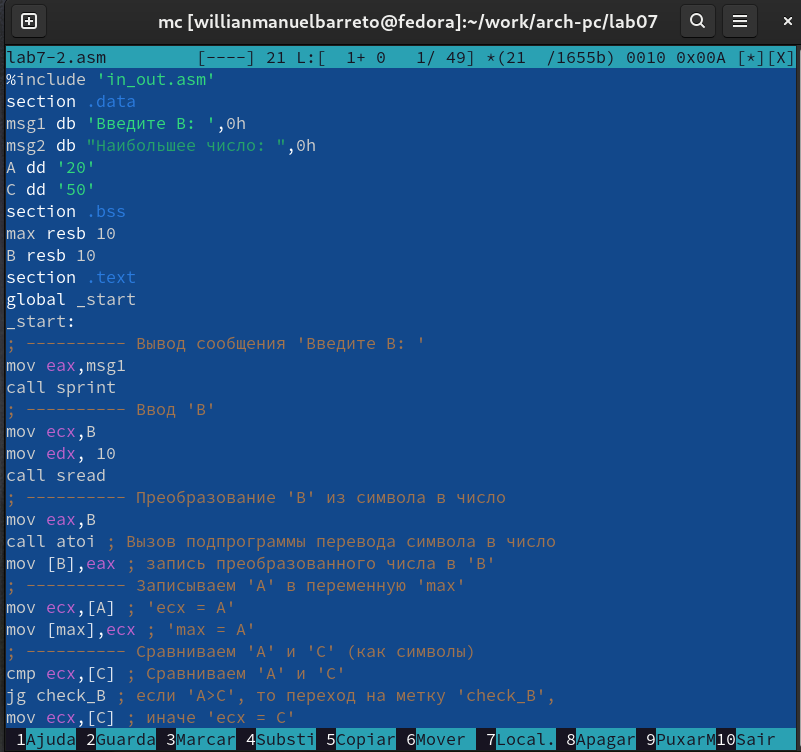 mc [willianmanuelbarreto@fedora]:~/work/arch-pc/lab07
lab7-2.asm [----] 21 L:[ 1+ 0 1/ 49] *(21 /1655b) 0010 0x00A [*][X]
%include 'in_out.asm'
section .data
msg1 db 'Введите B: ',0h
msg2 db "Наибольшее число: ",0h
A dd '20'
C dd '50'
section .bss
max resb 10
B resb 10
section .text
global _start
_start:
; ---------- Вывод сообщения 'Введите B: '
mov eax,msg1
call sprint
; ---------- Ввод 'B'
mov ecx,B
mov edx, 10
call sread
; ---------- Преобразование 'B' из символа в число
mov eax,B
call atoi ; Вызов подпрограммы перевода символа в число
mov [B],eax ; запись преобразованного числа в 'B'
; ---------- Записываем 'A' в переменную 'max'
mov ecx,[A] ; 'ecx = A'
mov [max],ecx ; 'max = A'
; ---------- Сравниваем 'A' и 'С' (как символы)
cmp ecx,[C] ; Сравниваем 'A' и 'С'
jg check_B ; если 'A>C', то переход на метку 'check_B',
mov ecx,[C] ; иначе 'ecx = C'
1Ajuda 2Guarda 3Marcar 4Substi 5Copiar 6Mover 7Local. 8Apagar 9PuxarM 10Sair